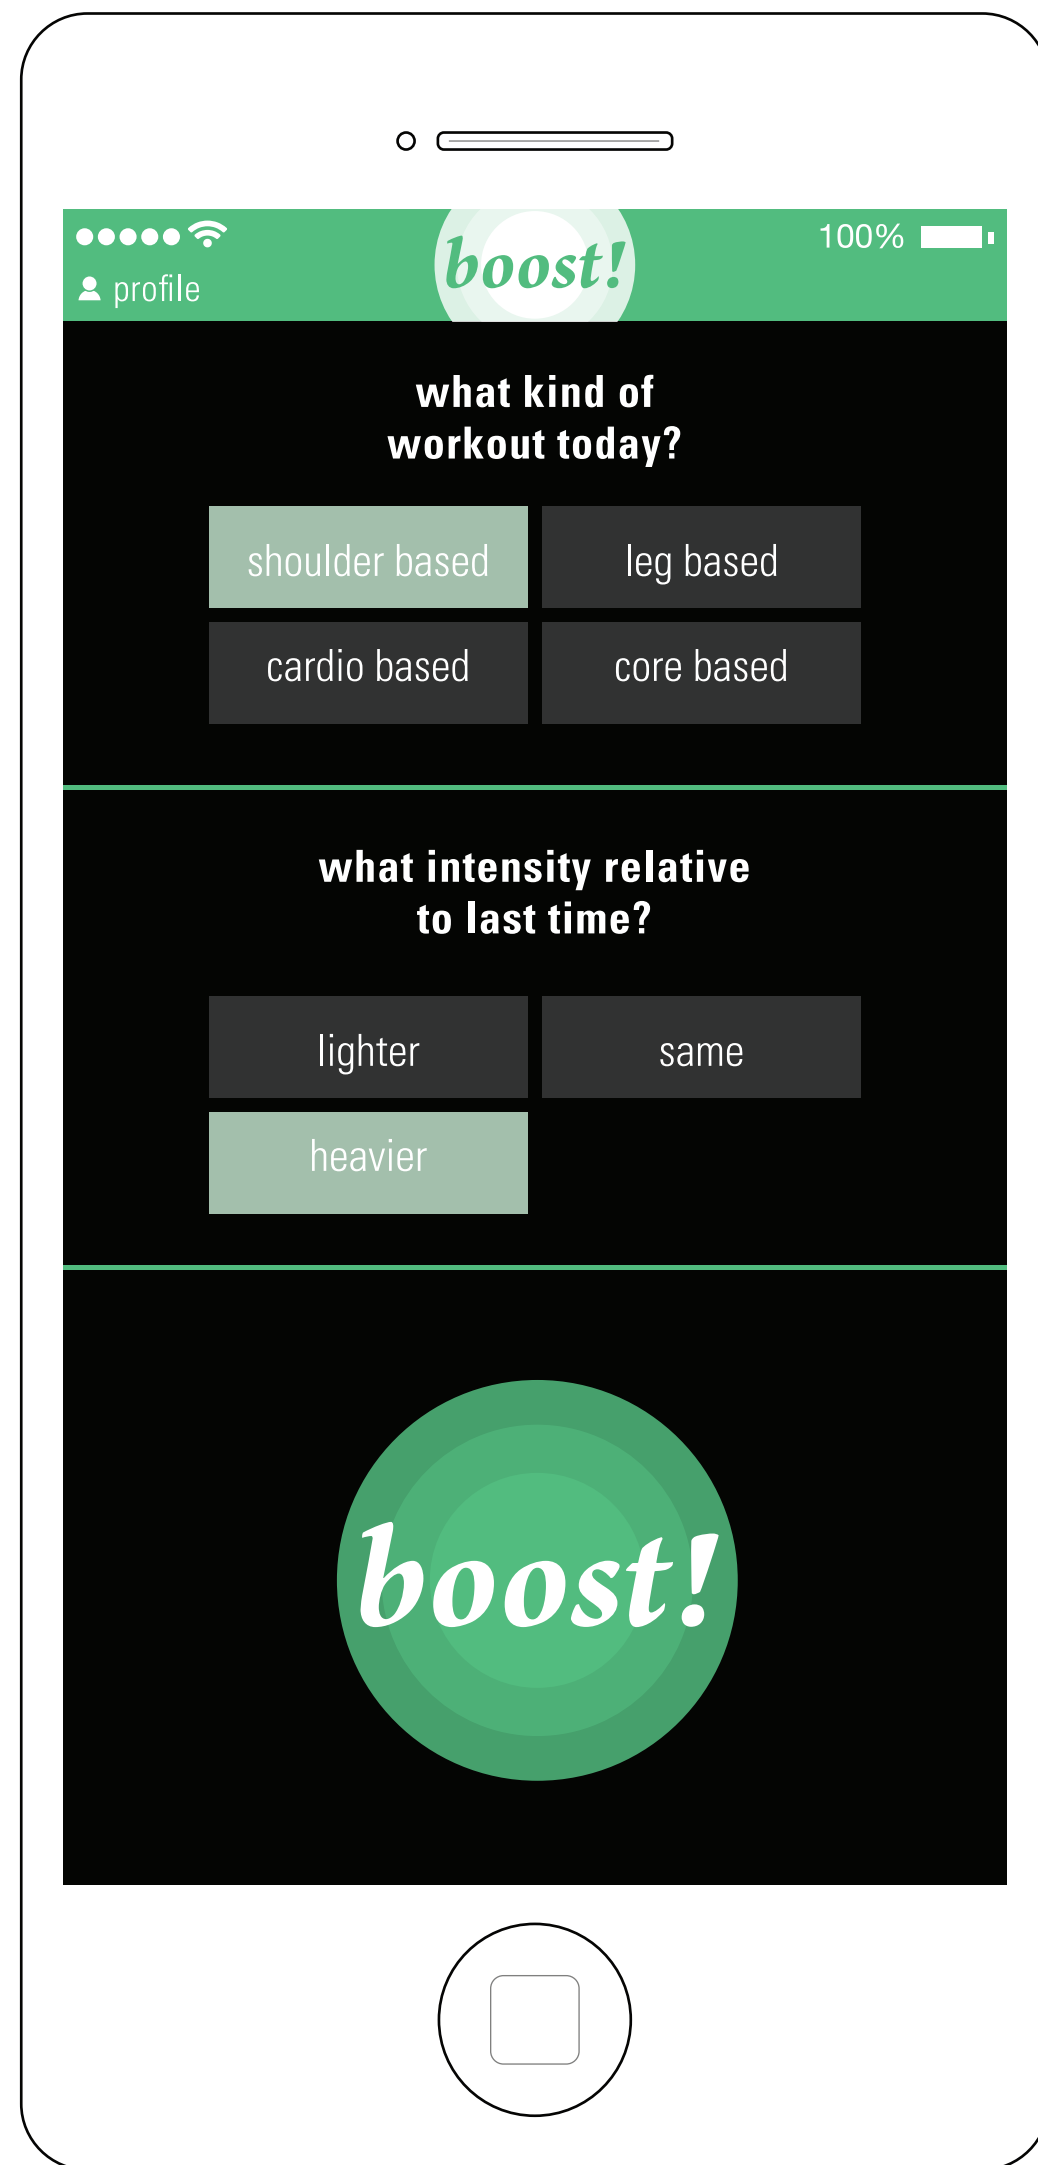 100%
boost!
profile
what kind of
workout today?
shoulder based
leg based
cardio based
core based
what intensity relative
to last time?
lighter
same
heavier
boost!